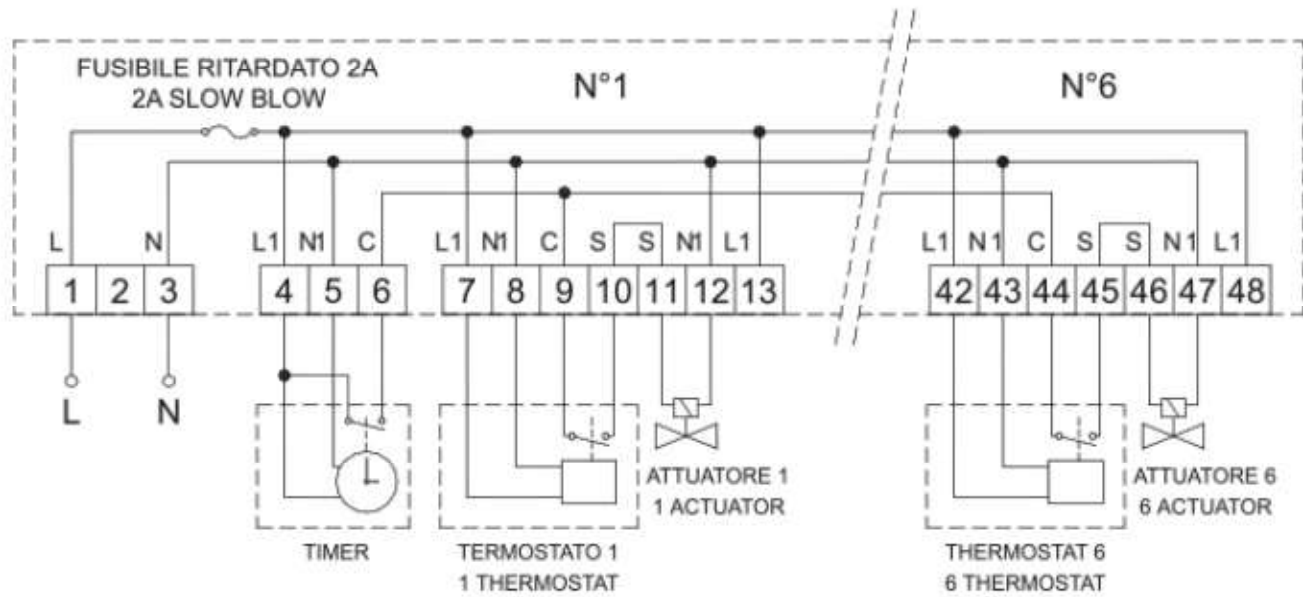 FUSIBILE RITARDATO 2A
2A SLOW BLOW
N°1
N°6
L N L1 N1 C L1 N1 C S S N1 L1 L1 N1 C S S N1 L1
1 2 3 4 5 6 7 8 9 10 11 12 13 42 43 44 45 46 47 48
L N
TIMER
TERMOSTATO 1
1 THERMOSTAT
ATTUATORE 1
1 ACTUATOR
THERMOSTAT 6
6 THERMOSTAT
ATTUATORE 6
6 ACTUATOR